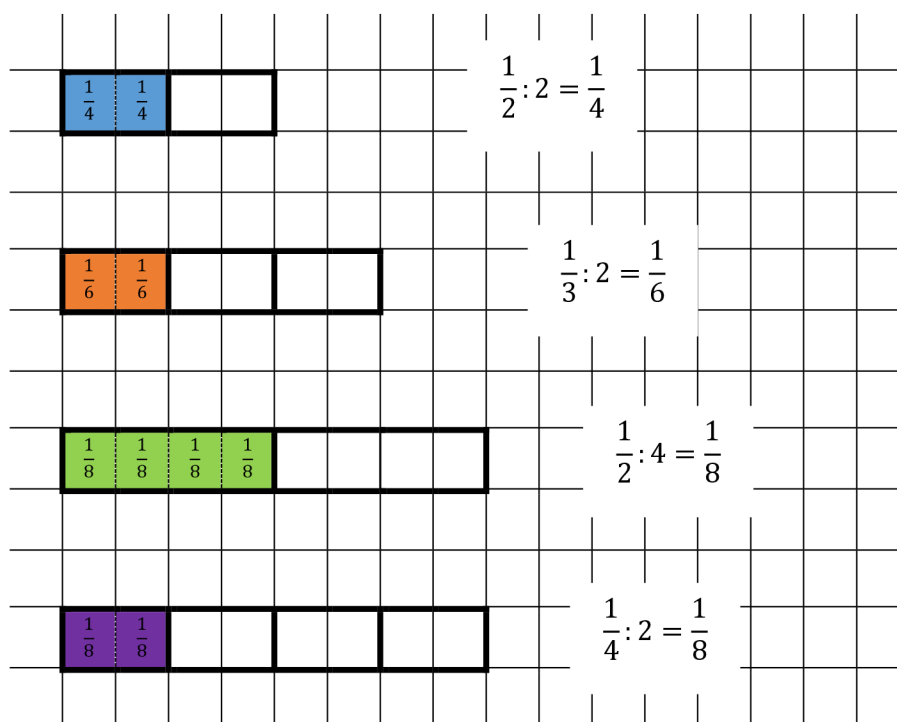 1/4 1/4
1/2 : 2 = 1/4
1/6 1/6
1/3 : 2 = 1/6
1/8 1/8 1/8 1/8
1/2 : 4 = 1/8
1/8 1/8
1/4 : 2 = 1/8